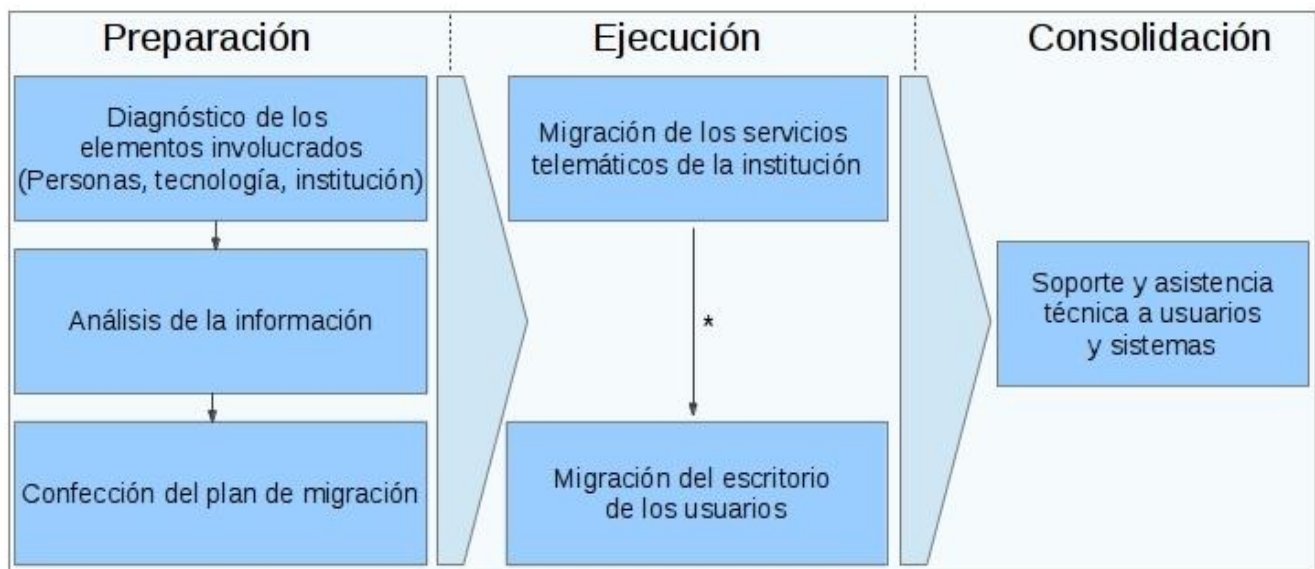 Preparación
Ejecución
Consolidación
Diagnóstico de los
elementos involucrados
(Personas, tecnología, institución)
Análisis de la información
Confección del plan de migración
Migración de los servicios
telemáticos de la institución
*
Migración del escritorio
de los usuarios
Soporte y asistencia
técnica a usuarios
y sistemas